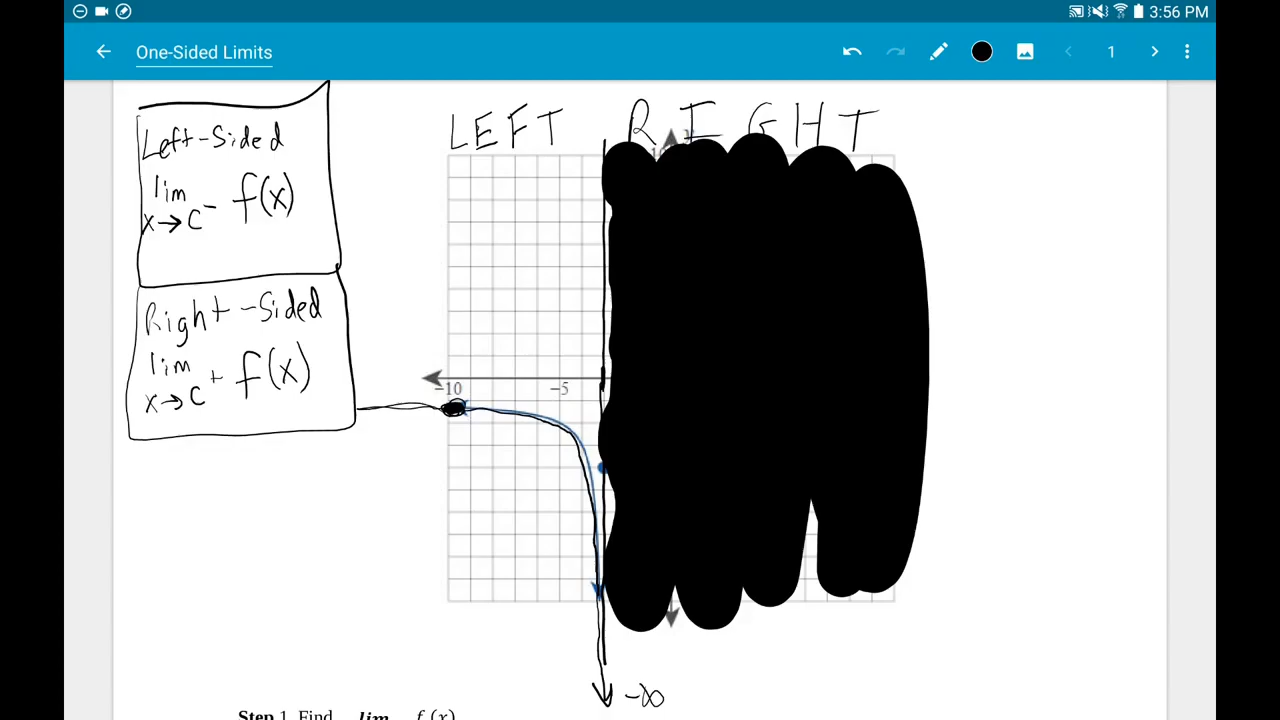 3:56 PM
One-Sided Limits
1
LEFT RIGHT
Left-Sided
lim f(x)
x→c⁻
Right-Sided
lim f(x)
x→c⁺
y
-10
-5
-∞
Step 1. Find lim f(x)